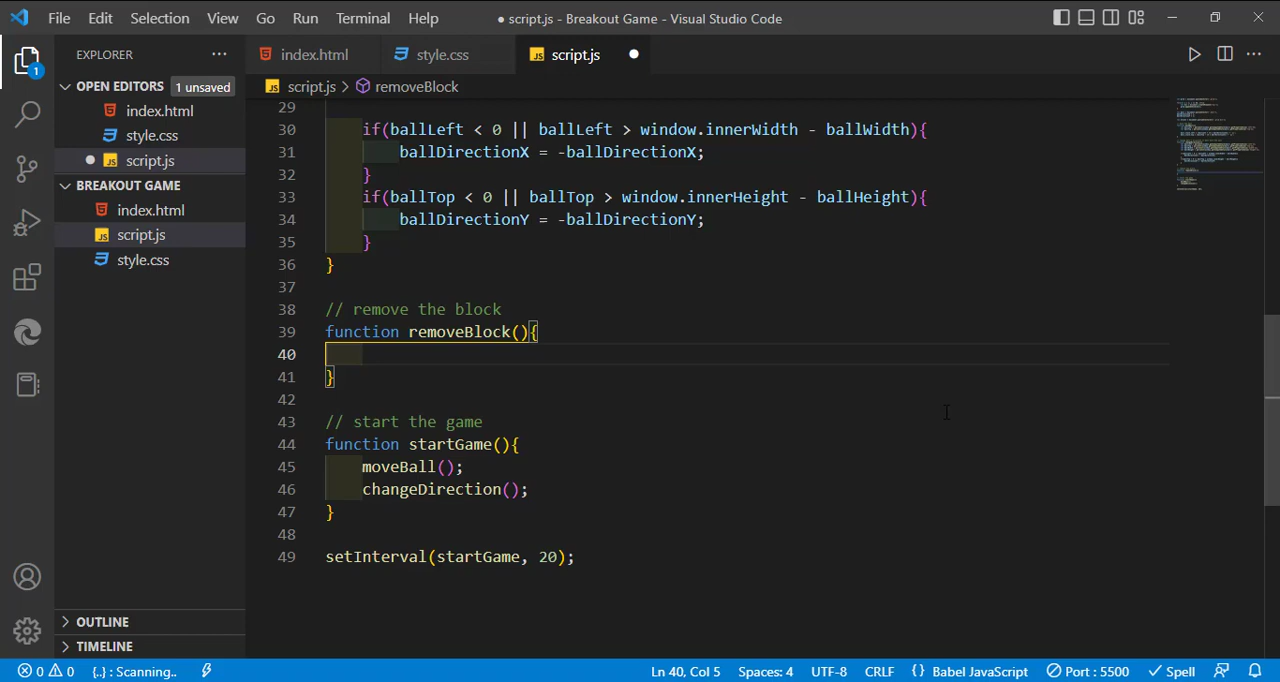 File Edit Selection View Go Run Terminal Help ● script.js - Breakout Game - Visual Studio Code
EXPLORER
index.html
style.css
script.js
OPEN EDITORS 1 unsaved
script.js > removeBlock
index.html
style.css
script.js
BREAKOUT GAME
index.html
script.js
style.css
29
30 if(ballLeft < 0 || ballLeft > window.innerWidth - ballWidth){
31 ballDirectionX = -ballDirectionX;
32 }
33 if(ballTop < 0 || ballTop > window.innerHeight - ballHeight){
34 ballDirectionY = -ballDirectionY;
35 }
36 }
37
38 // remove the block
39 function removeBlock(){
40
41 }
42
43 // start the game
44 function startGame(){
45 moveBall();
46 changeDirection();
47 }
48
49 setInterval(startGame, 20);
1
OUTLINE
TIMELINE
0 0 {..} : Scanning.. Ln 40, Col 5 Spaces: 4 UTF-8 CRLF {} Babel JavaScript Port : 5500 Spell